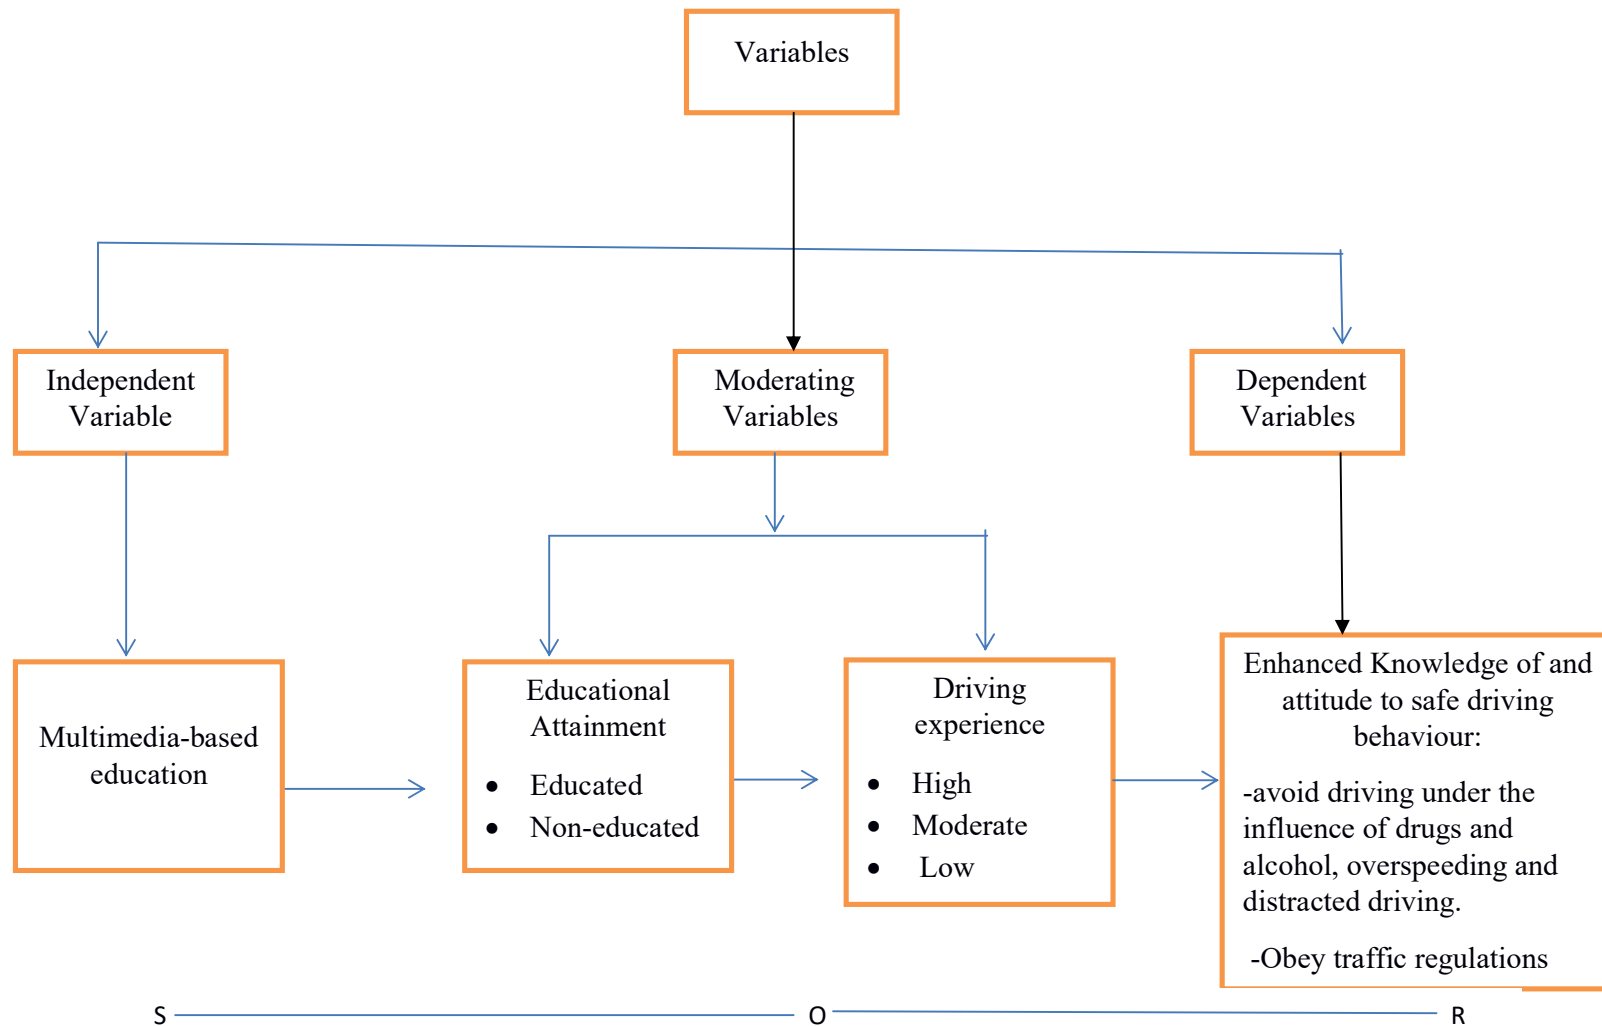 Variables
Independent
Variable
Moderating
Variables
Dependent
Variables
Multimedia-based
education
Educational
Attainment
• Educated
• Non-educated
Driving
experience
• High
• Moderate
• Low
Enhanced Knowledge of and
attitude to safe driving
behaviour:
-avoid driving under the
influence of drugs and
alcohol, overspeeding and
distracted driving.
-Obey traffic regulations
S O R